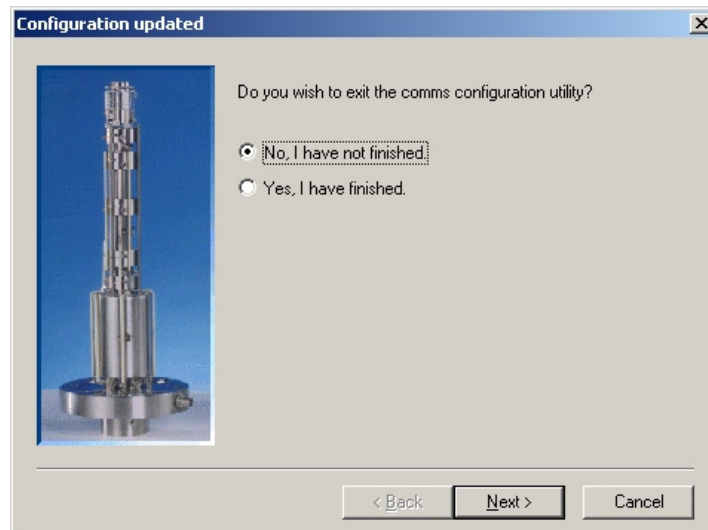 Configuration updated
Do you wish to exit the comms configuration utility?
No, I have not finished.
Yes, I have finished.
< Back
Next >
Cancel